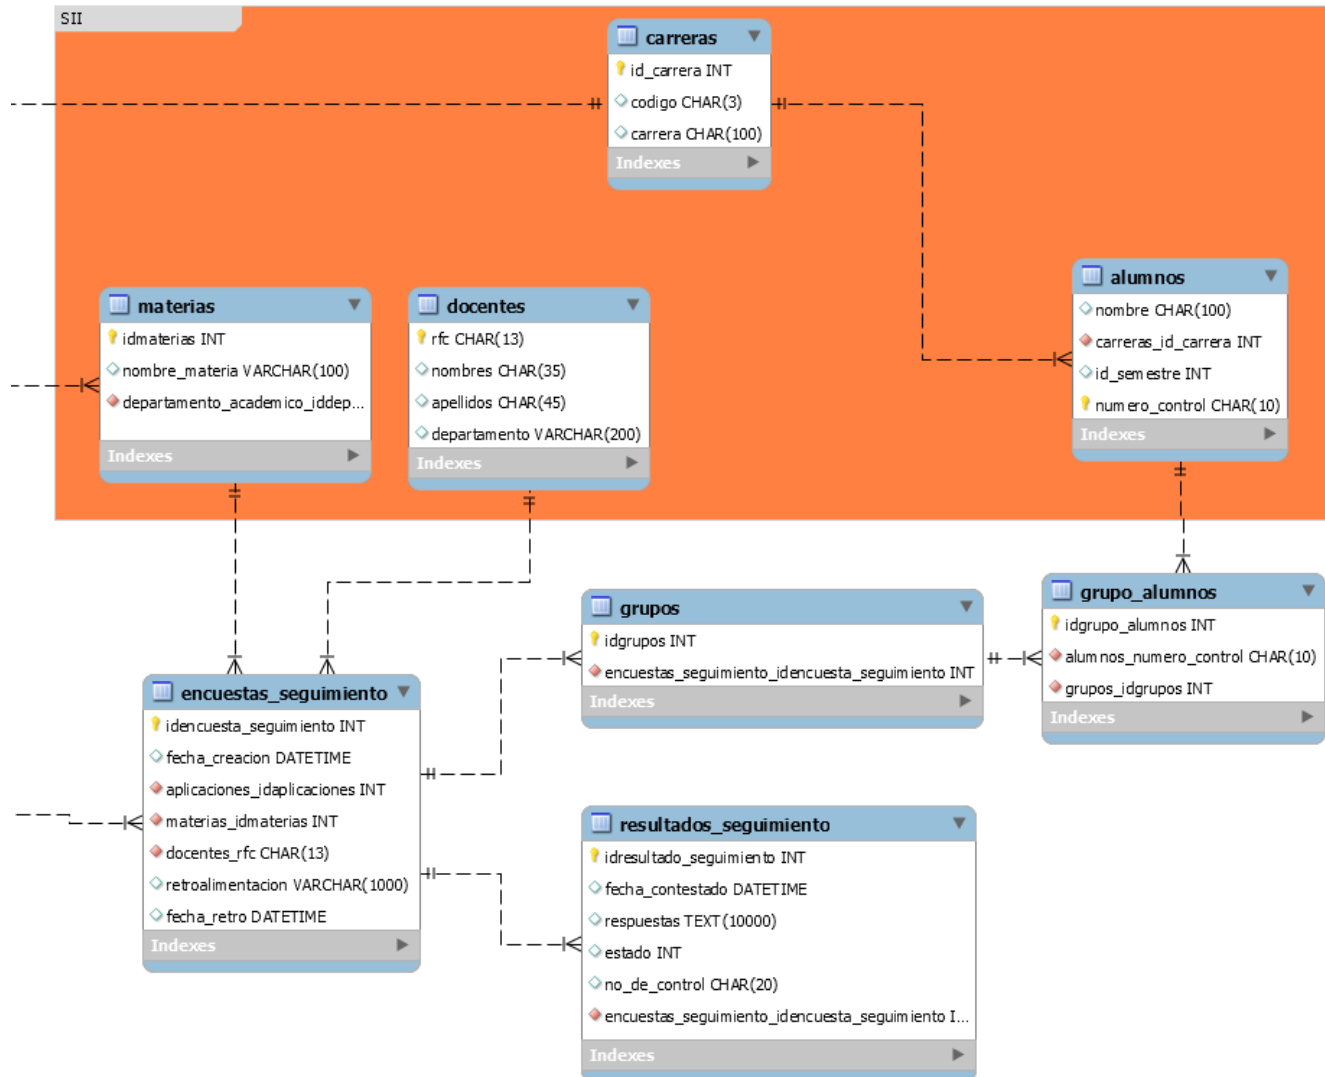 SII
carreras
id_carrera INT
codigo CHAR(3)
carrera CHAR(100)
Indexes
materias
idmaterias INT
nombre_materia VARCHAR(100)
departamento_academico_iddep...
Indexes
docentes
rfc CHAR(13)
nombres CHAR(35)
apellidos CHAR(45)
departamento VARCHAR(200)
Indexes
alumnos
nombre CHAR(100)
carreras_id_carrera INT
id_semestre INT
numero_control CHAR(10)
Indexes
grupos
idgrupos INT
encuestas_seguimiento_idencuesta_seguimiento INT
Indexes
grupo_alumnos
idgrupo_alumnos INT
alumnos_numero_control CHAR(10)
grupos_idgrupos INT
Indexes
encuestas_seguimiento
idencuesta_seguimiento INT
fecha_creacion DATETIME
aplicaciones_idaplicaciones INT
materias_idmaterias INT
docentes_rfc CHAR(13)
retroalimentacion VARCHAR(1000)
fecha_retro DATETIME
Indexes
resultados_seguimiento
idresultado_seguimiento INT
fecha_contestado DATETIME
respuestas TEXT(10000)
estado INT
no_de_control CHAR(20)
encuestas_seguimiento_idencuesta_seguimiento I...
Indexes